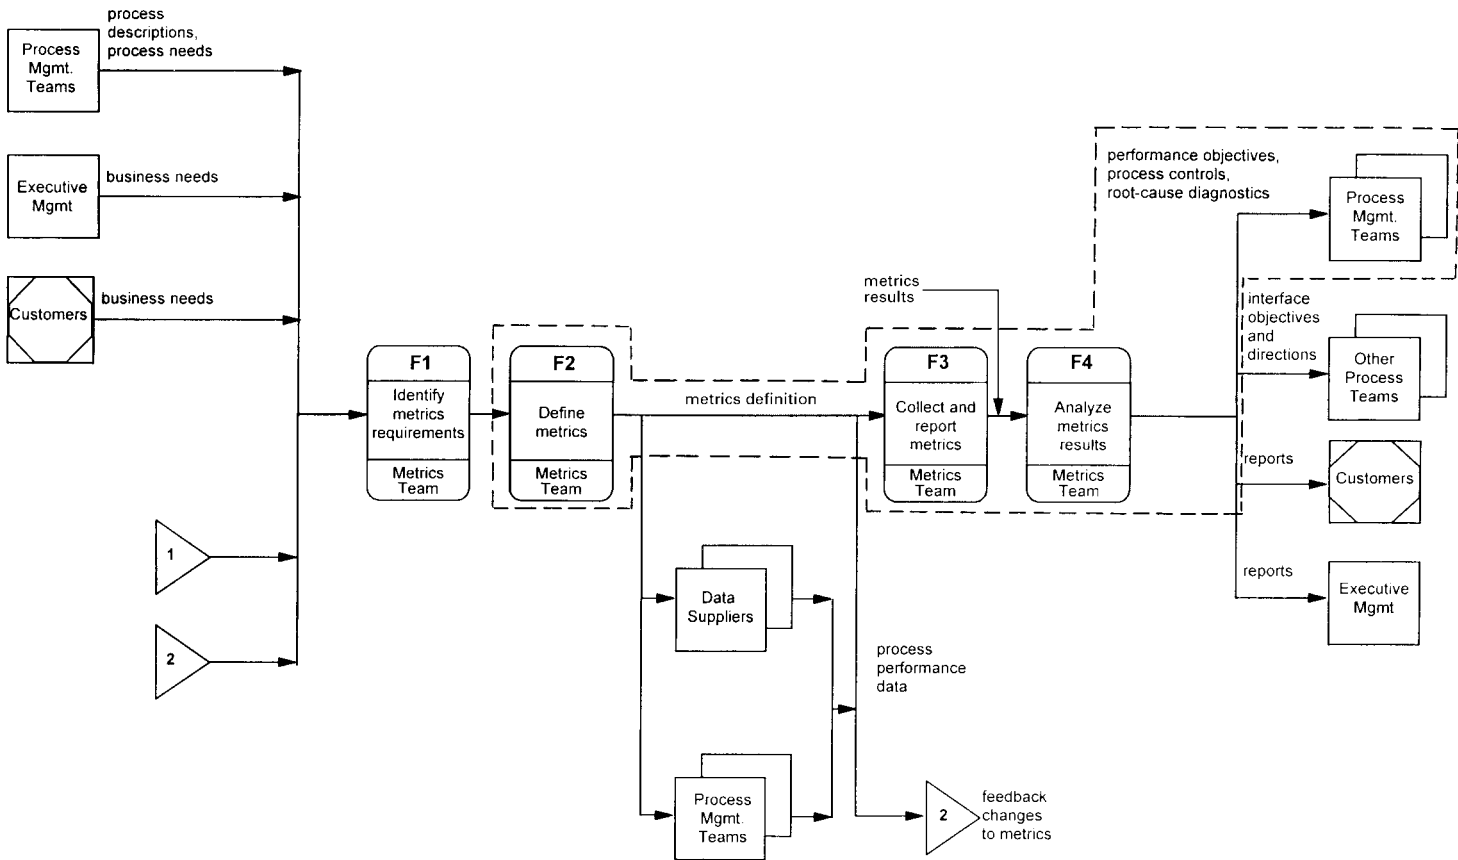 process
descriptions,
process needs
Process
Mgmt.
Teams
business needs
Executive
Mgmt
business needs
Customers
1
2
F1
Identify
metrics
requirements
Metrics
Team
F2
Define
metrics
Metrics
Team
metrics definition
Data
Suppliers
Process
Mgmt.
Teams
process
performance
data
2
feedback
changes
to metrics
metrics
results
F3
Collect and
report
metrics
Metrics
Team
F4
Analyze
metrics
results
Metrics
Team
performance objectives,
process controls,
root-cause diagnostics
Process
Mgmt.
Teams
interface
objectives
and
directions
Other
Process
Teams
reports
Customers
reports
Executive
Mgmt